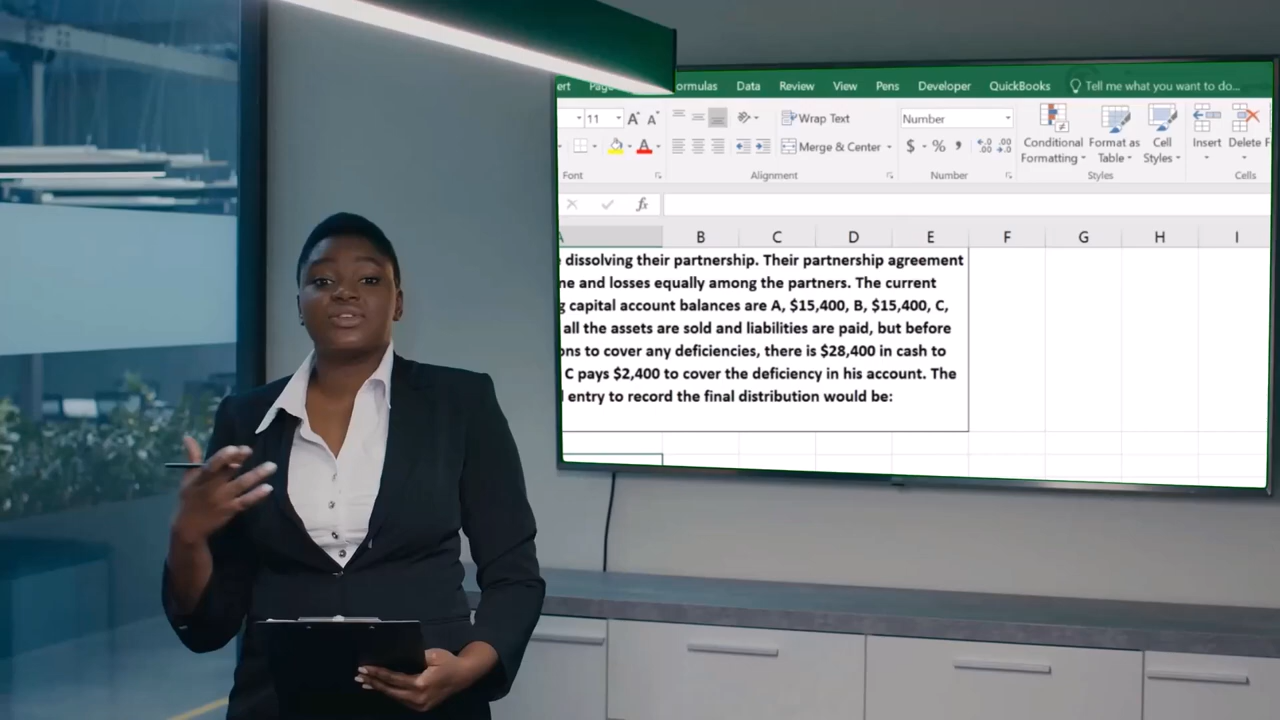 ert Page ormulas Data Review View Pens Developer QuickBooks Tell me what you want to do...
11 A A Wrap Text Number
Merge & Center $ % Conditional Formatting Format as Table Cell Styles Insert Delete F
Font Alignment Number Styles Cells
fx
A B C D E F G H I
dissolving their partnership. Their partnership agreement
me and losses equally among the partners. The current
g capital account balances are A, $15,400, B, $15,400, C,
all the assets are sold and liabilities are paid, but before
ons to cover any deficiencies, there is $28,400 in cash to
C pays $2,400 to cover the deficiency in his account. The
entry to record the final distribution would be: